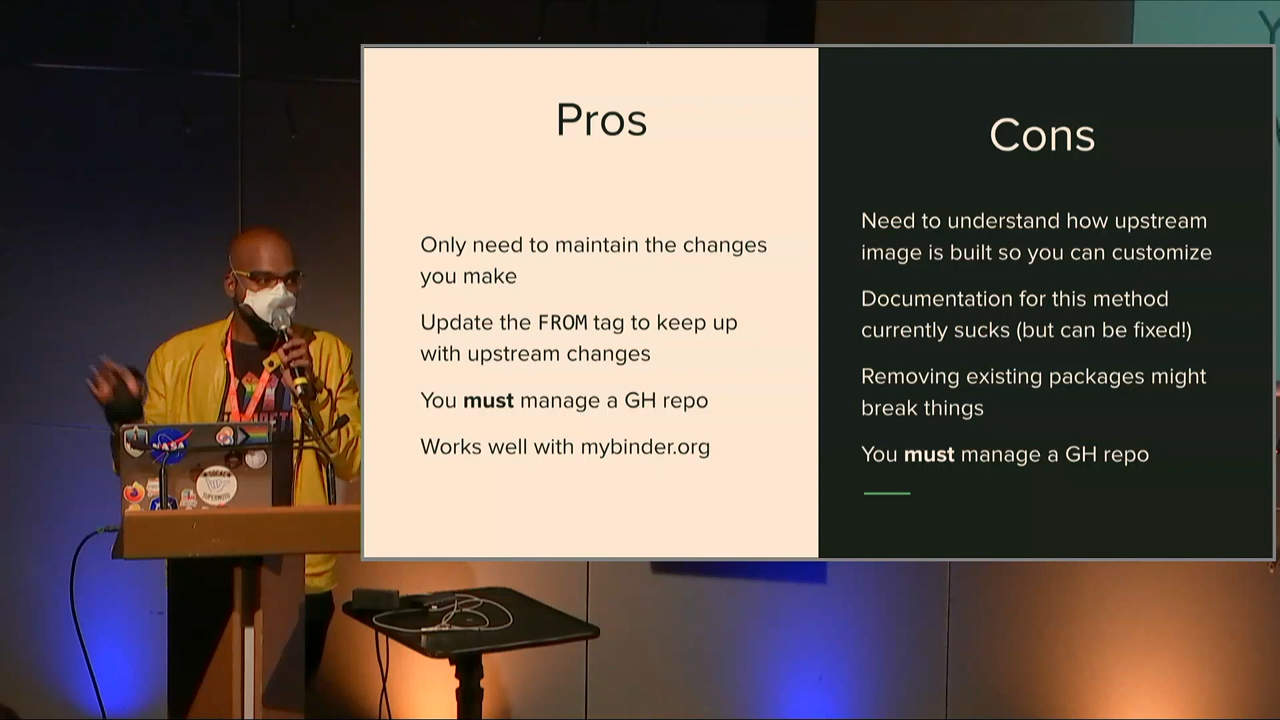 Pros
Only need to maintain the changes
you make
Update the FROM tag to keep up
with upstream changes
You must manage a GH repo
Works well with mybinder.org
Cons
Need to understand how upstream
image is built so you can customize
Documentation for this method
currently sucks (but can be fixed!)
Removing existing packages might
break things
You must manage a GH repo
NASA
Y